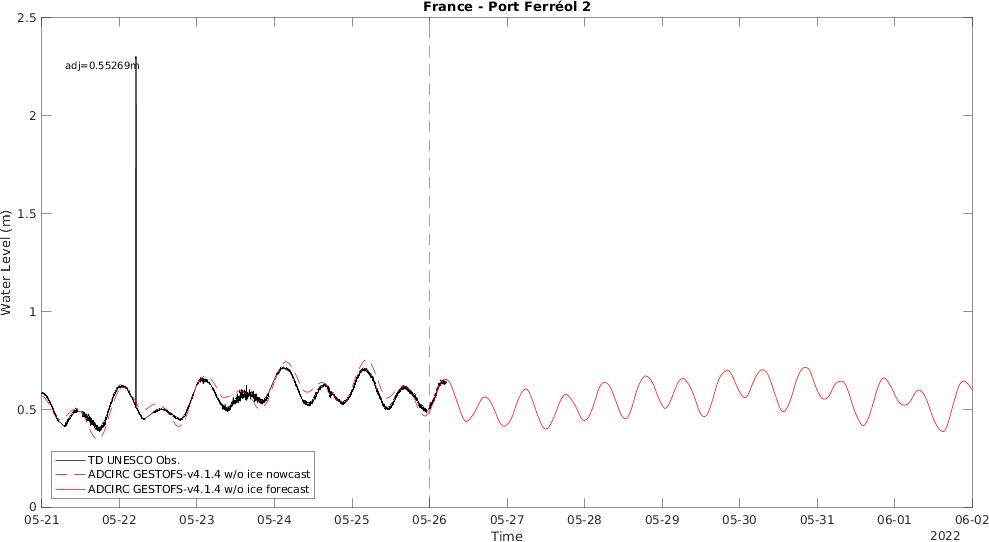 France - Port Ferréol 2
2.5
adj=0.55269m
2
1.5
Water Level (m)
1
0.5
TD UNESCO Obs.
ADCIRC GESTOFS-v4.1.4 w/o ice nowcast
ADCIRC GESTOFS-v4.1.4 w/o ice forecast
0
05-21 05-22 05-23 05-24 05-25 05-26 05-27 05-28 05-29 05-30 05-31 06-01 06-02
Time
2022